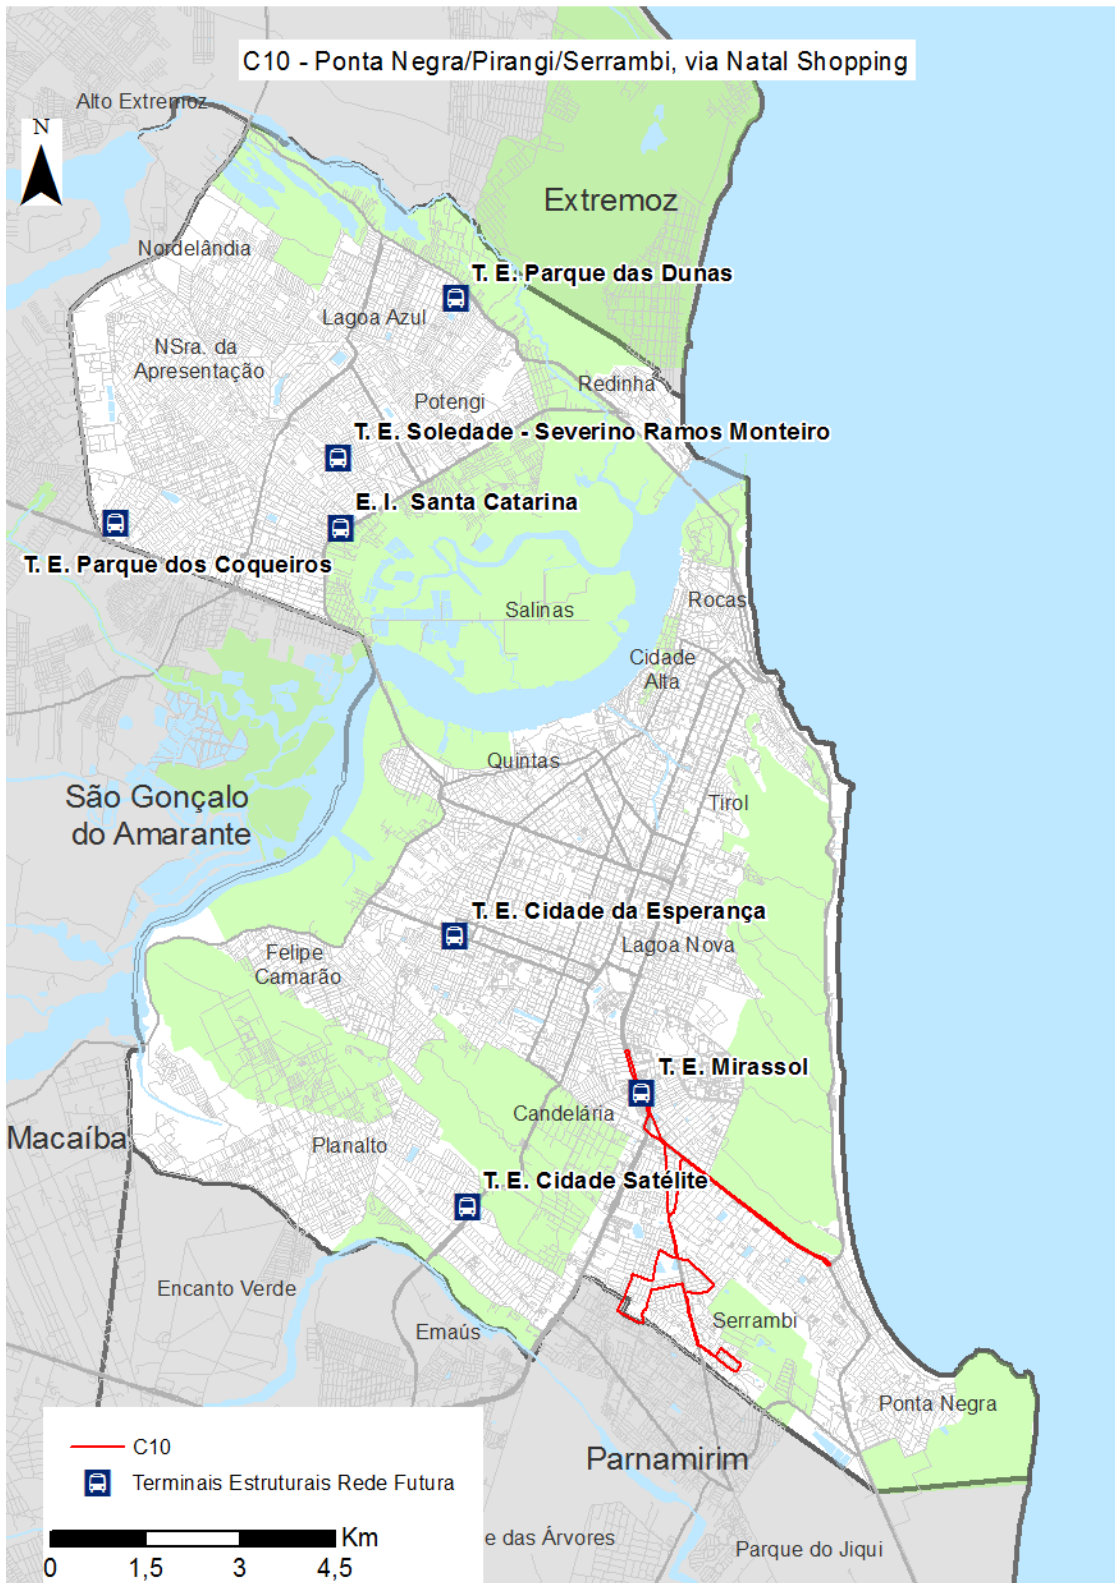 C10 - Ponta Negra/Pirangi/Serrambi, via Natal Shopping
Alto Extremoz
N
Extremoz
Nordelândia
T. E. Parque das Dunas
Lagoa Azul
NSra. da
Apresentação
Redinha
Potengi
T. E. Soledade - Severino Ramos Monteiro
E. I. Santa Catarina
T. E. Parque dos Coqueiros
Rocas
Salinas
Cidade
Alta
Quintas
São Gonçalo
do Amarante
Tirol
T. E. Cidade da Esperança
Lagoa Nova
Felipe
Camarão
T. E. Mirassol
Candelária
Macaíba
Planalto
T. E. Cidade Satélite
Encanto Verde
Serrambi
Emaús
Ponta Negra
C10
Parnamirim
Terminais Estruturais Rede Futura
Km
e das Árvores
Parque do Jiqui
0 1,5 3 4,5